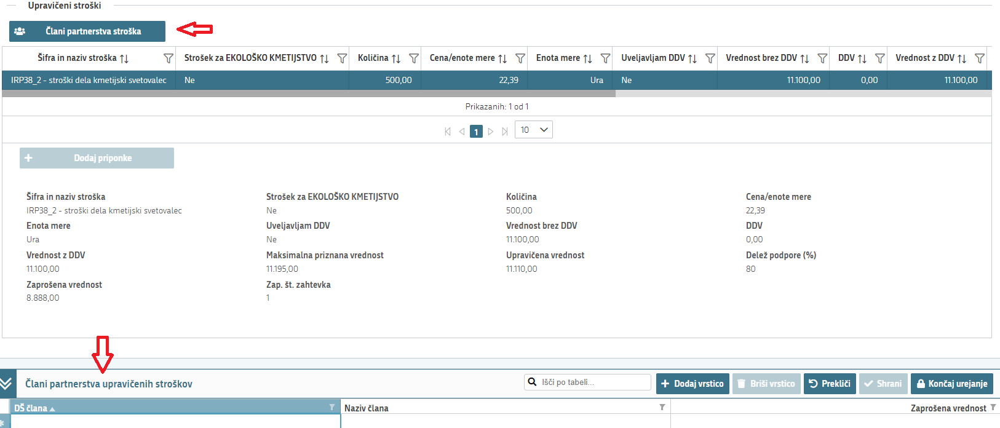 Upravičeni stroški
Člani partnerstva stroška
Šifra in naziv stroška Strošek za EKOLOŠKO KMETIJSTVO Količina Cena/enote mere Enota mere Uveljavljam DDV Vrednost brez DDV DDV Vrednost z DDV
IRP38_2 - stroški dela kmetijski svetovalec Ne 500,00 22,39 Ura Ne 11.100,00 0,00 11.100,00
Prikazanih: 1 od 1
1 10
Dodaj priponke
Šifra in naziv stroška Strošek za EKOLOŠKO KMETIJSTVO Količina Cena/enote mere
IRP38_2 - stroški dela kmetijski svetovalec Ne 500,00 22,39
Enota mere Uveljavljam DDV Vrednost brez DDV DDV
Ura Ne 11.100,00 0,00
Vrednost z DDV Maksimalna priznana vrednost Upravičena vrednost Delež podpore (%)
11.100,00 11.195,00 11.110,00 80
Zaprošena vrednost Zap. št. zahtevka
8.888,00 1
Člani partnerstva upravičenih stroškov Išči po tabeli... Dodaj vrstico Briši vrstico Prekliči Shrani Končaj urejanje
DŠ člana Naziv člana Zaprošena vrednost